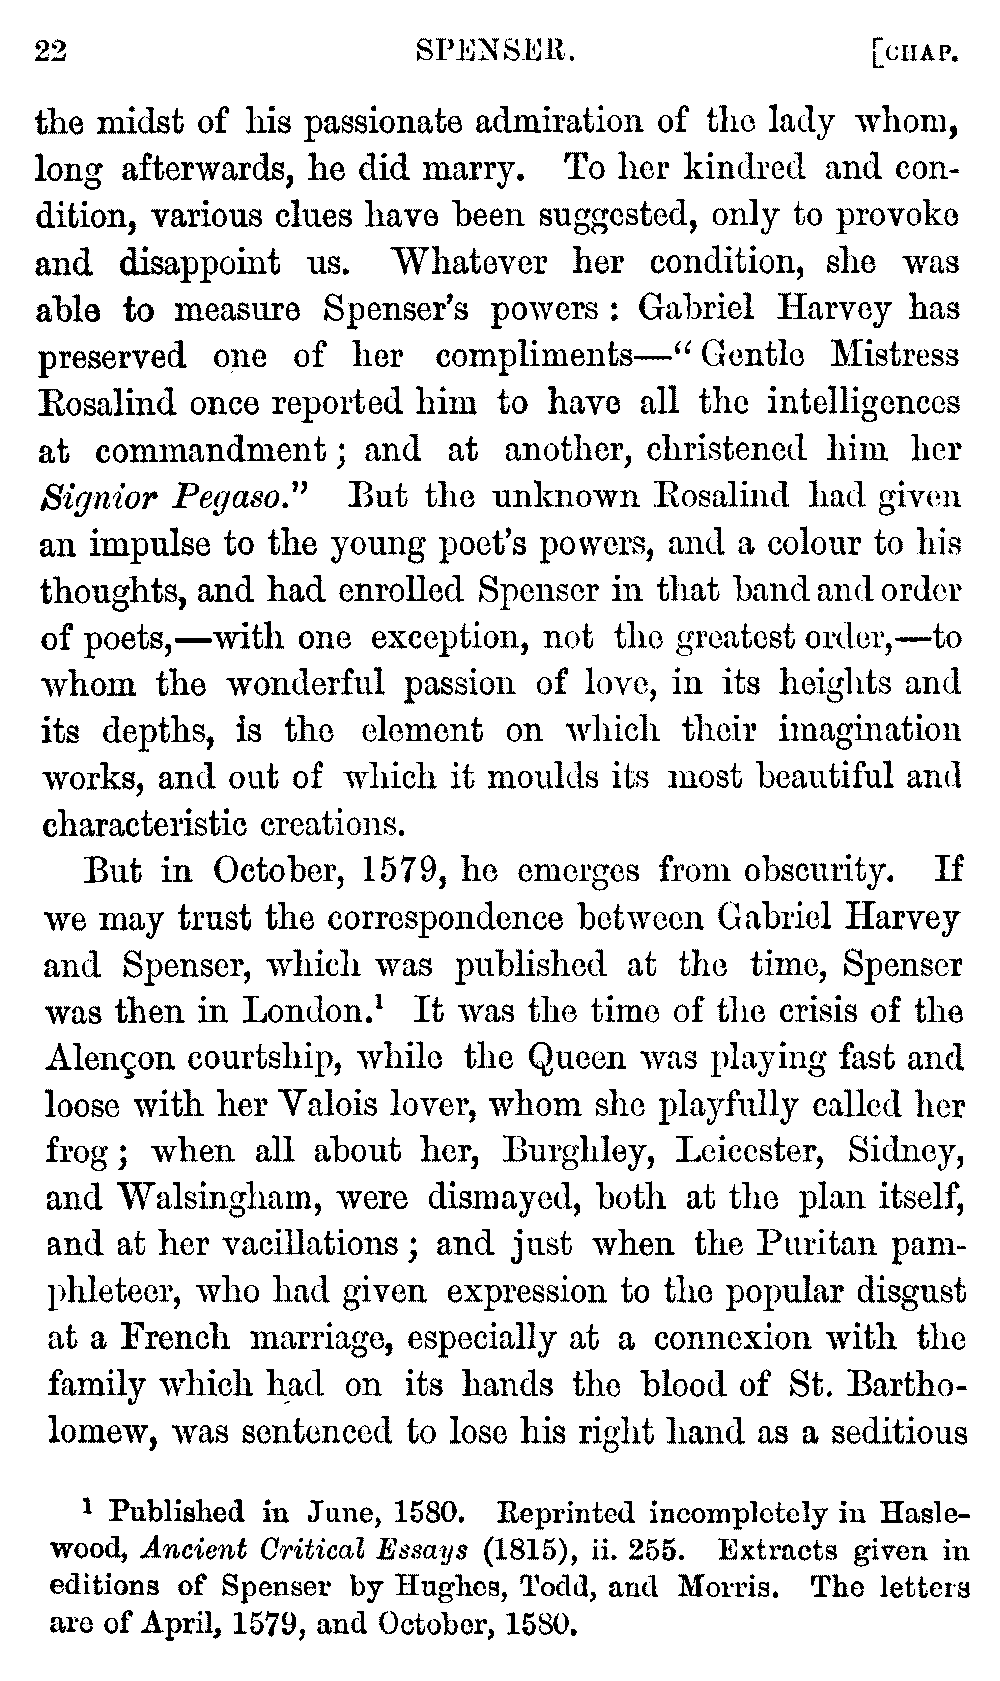 22 SPENSER. [CHAP.
the midst of his passionate admiration of the lady whom,
long afterwards, he did marry. To her kindred and con-
dition, various clues have been suggested, only to provoke
and disappoint us. Whatever her condition, she was
able to measure Spenser's powers : Gabriel Harvey has
preserved one of her compliments—“ Gentle Mistress
Rosalind once reported him to have all the intelligences
at commandment ; and at another, christened him her
Signior Pegaso.” But the unknown Rosalind had given
an impulse to the young poet's powers, and a colour to his
thoughts, and had enrolled Spenser in that band and order
of poets,—with one exception, not the greatest order,—to
whom the wonderful passion of love, in its heights and
its depths, is the element on which their imagination
works, and out of which it moulds its most beautiful and
characteristic creations.
But in October, 1579, he emerges from obscurity. If
we may trust the correspondence between Gabriel Harvey
and Spenser, which was published at the time, Spenser
was then in London.¹ It was the time of the crisis of the
Alençon courtship, while the Queen was playing fast and
loose with her Valois lover, whom she playfully called her
frog ; when all about her, Burghley, Leicester, Sidney,
and Walsingham, were dismayed, both at the plan itself,
and at her vacillations ; and just when the Puritan pam-
phleteer, who had given expression to the popular disgust
at a French marriage, especially at a connexion with the
family which had on its hands the blood of St. Bartho-
lomew, was sentenced to lose his right hand as a seditious
¹ Published in June, 1580. Reprinted incompletely in Hasle-
wood, Ancient Critical Essays (1815), ii. 255. Extracts given in
editions of Spenser by Hughes, Todd, and Morris. The letters
are of April, 1579, and October, 1580.